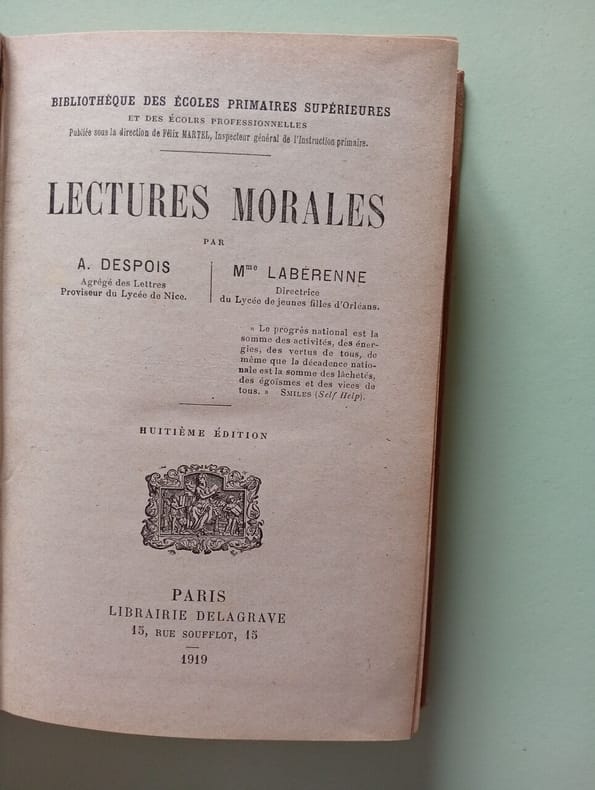 BIBLIOTHÈQUE DES ÉCOLES PRIMAIRES SUPÉRIEURES
ET DES ÉCOLES PROFESSIONNELLES
Publiée sous la direction de Félix MARTEL, Inspecteur général de l'Instruction primaire.
LECTURES MORALES
PAR
A. DESPOIS
Agrégé des Lettres
Proviseur du Lycée de Nice.
Mme LABÉRENNE
Directrice
du Lycée de jeunes filles d'Orléans.
« Le progrès national est la
somme des activités, des éner-
gies, des vertus de tous, de
même que la décadence natio-
nale est la somme des lâchetés,
des égoïsmes et des vices de
tous. » SMILES (Self Help).
HUITIÈME ÉDITION
PARIS
LIBRAIRIE DELAGRAVE
15, RUE SOUFFLOT, 15
1919